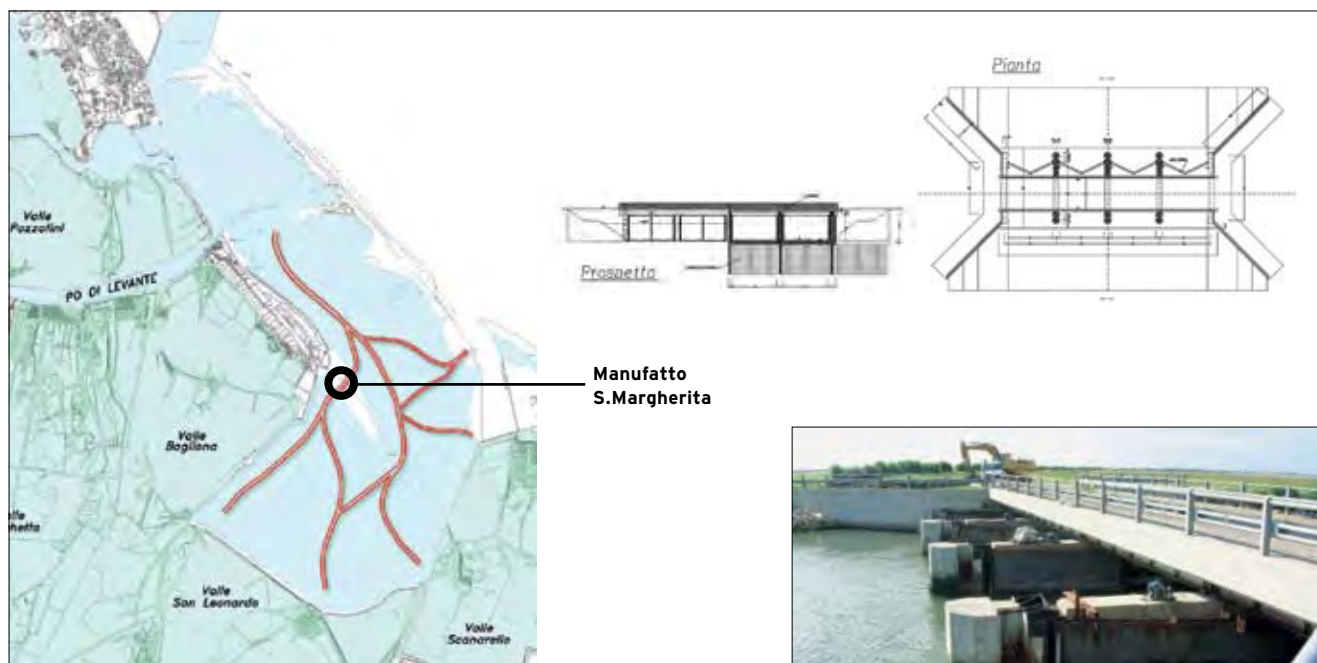 Pianta
Prospetto
Valle
Pozzatini
PO DI LEVANTE
Manufatto
S.Margherita
Valle
Bagliona
Valle
San Leonardo
Valle
Scanarello